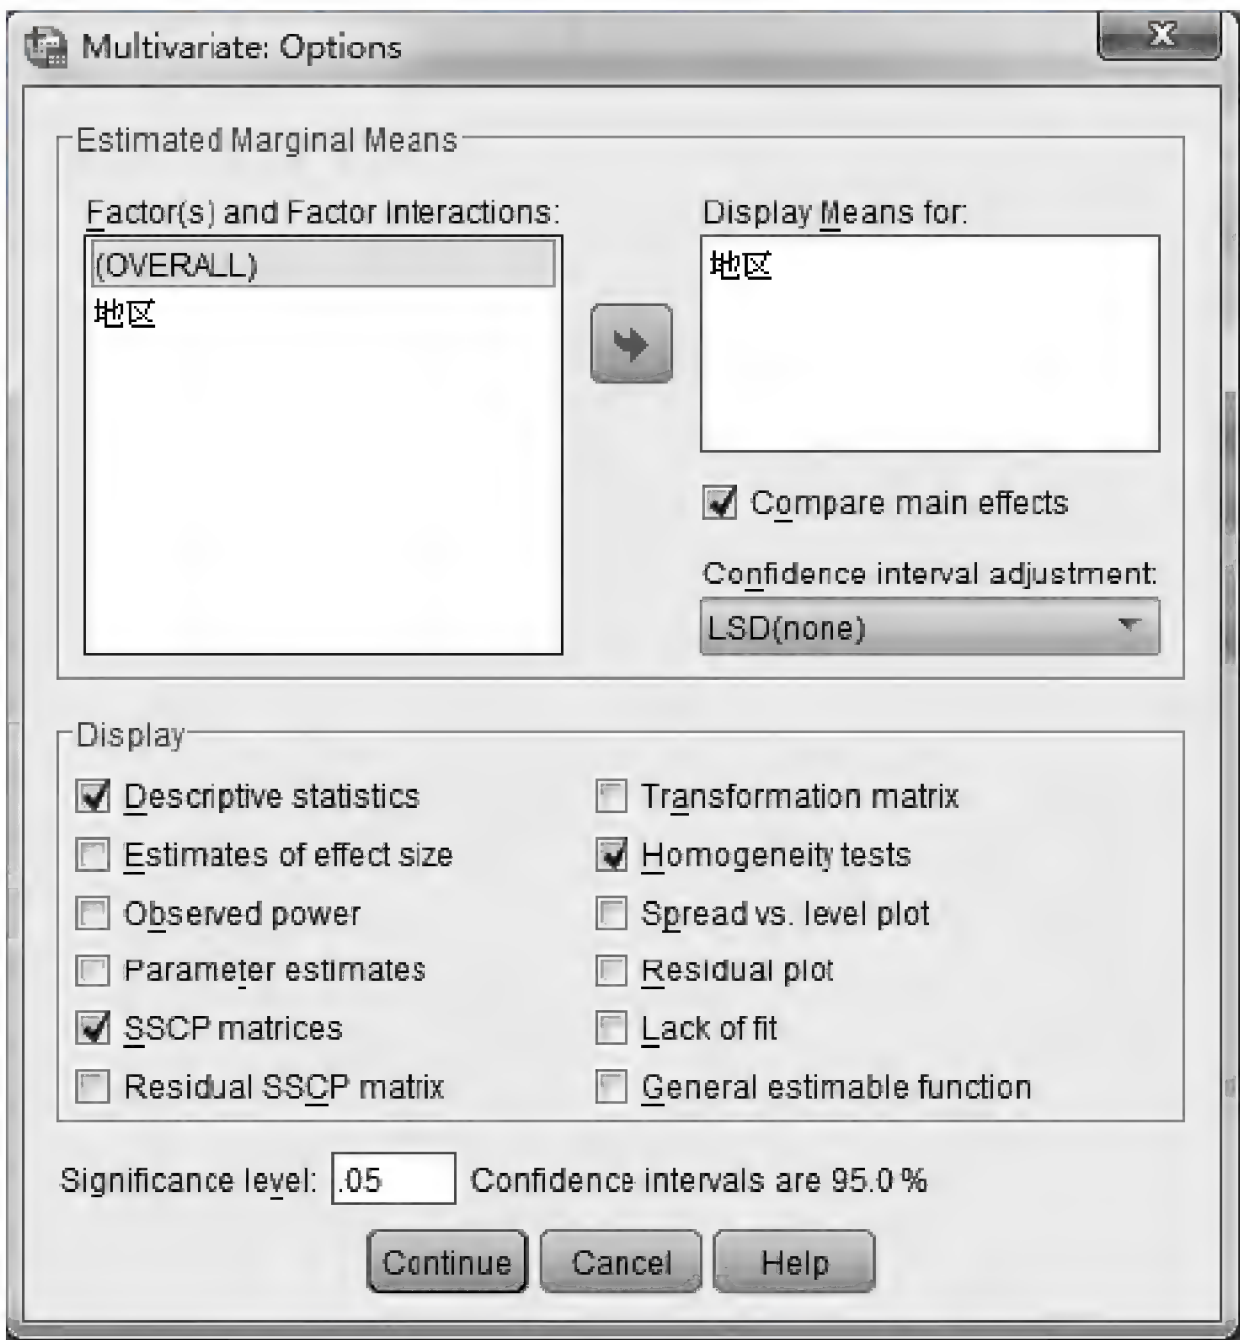 Multivariate: Options
Estimated Marginal Means
Factor(s) and Factor Interactions:
(OVERALL)
地区
Display Means for:
地区
Compare main effects
Confidence interval adjustment:
LSD(none)
Display
Descriptive statistics
Transformation matrix
Estimates of effect size
Homogeneity tests
Observed power
Spread vs. level plot
Parameter estimates
Residual plot
SSCP matrices
Lack of fit
Residual SSCP matrix
General estimable function
Significance level: .05 Confidence intervals are 95.0 %
Continue Cancel Help